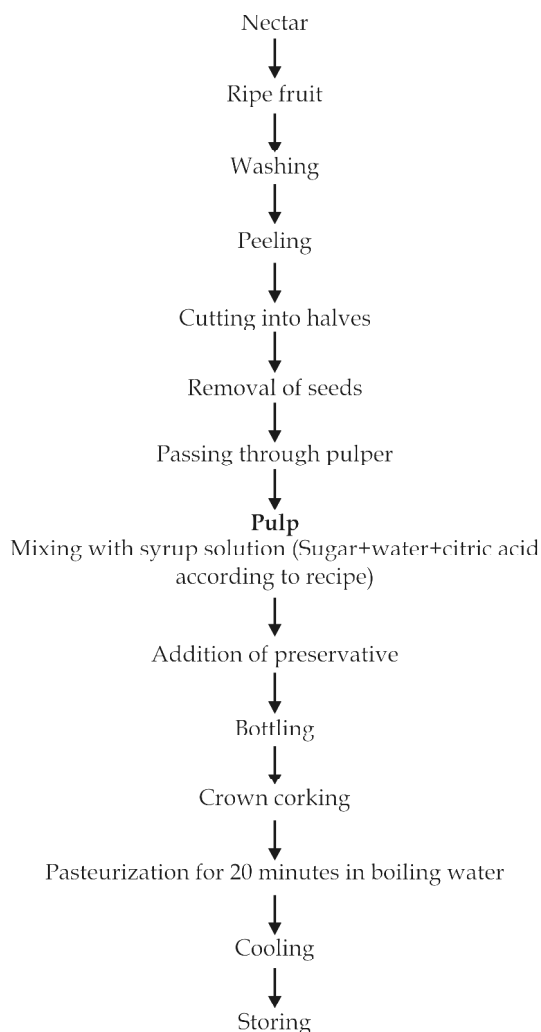 Nectar
Ripe fruit
Washing
Peeling
Cutting into halves
Removal of seeds
Passing through pulper
Pulp
Mixing with syrup solution (Sugar+water+citric acid
according to recipe)
Addition of preservative
Bottling
Crown corking
Pasteurization for 20 minutes in boiling water
Cooling
Storing